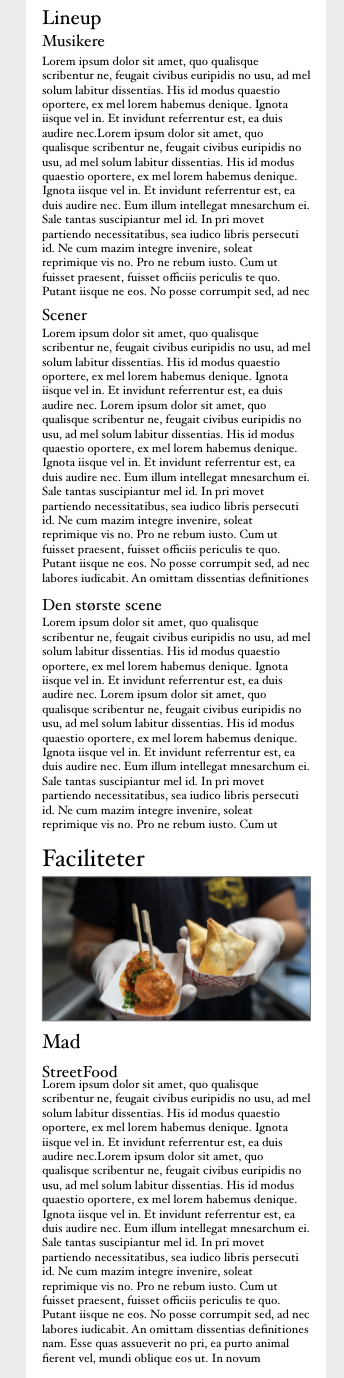 Lineup
Musikere
Lorem ipsum dolor sit amet, quo qualisque
scribentur ne, feugait civibus euripidis no usu, ad mel
solum labitur dissentias. His id modus quaestio
oportere, ex mel lorem habemus denique. Ignota
iisque vel in. Et invidunt referrentur est, ea duis
audire nec.Lorem ipsum dolor sit amet, quo
qualisque scribentur ne, feugait civibus euripidis no
usu, ad mel solum labitur dissentias. His id modus
quaestio oportere, ex mel lorem habemus denique.
Ignota iisque vel in. Et invidunt referrentur est, ea
duis audire nec. Eum illum intellegat mnesarchum ei.
Sale tantas suscipiantur mel id. In pri movet
partiendo necessitatibus, sea iudico libris persecuti
id. Ne cum mazim integre invenire, soleat
reprimique vis no. Pro ne rebum iusto. Cum ut
fuisset praesent, fuisset officiis periculis te quo.
Putant iisque ne eos. No posse corrumpit sed, ad nec
Scener
Lorem ipsum dolor sit amet, quo qualisque
scribentur ne, feugait civibus euripidis no usu, ad mel
solum labitur dissentias. His id modus quaestio
oportere, ex mel lorem habemus denique. Ignota
iisque vel in. Et invidunt referrentur est, ea duis
audire nec. Lorem ipsum dolor sit amet, quo
qualisque scribentur ne, feugait civibus euripidis no
usu, ad mel solum labitur dissentias. His id modus
quaestio oportere, ex mel lorem habemus denique.
Ignota iisque vel in. Et invidunt referrentur est, ea
duis audire nec. Eum illum intellegat mnesarchum ei.
Sale tantas suscipiantur mel id. In pri movet
partiendo necessitatibus, sea iudico libris persecuti
id. Ne cum mazim integre invenire, soleat
reprimique vis no. Pro ne rebum iusto. Cum ut
fuisset praesent, fuisset officiis periculis te quo.
Putant iisque ne eos. No posse corrumpit sed, ad nec
labores iudicabit. An omittam dissentias definitiones
Den største scene
Lorem ipsum dolor sit amet, quo qualisque
scribentur ne, feugait civibus euripidis no usu, ad mel
solum labitur dissentias. His id modus quaestio
oportere, ex mel lorem habemus denique. Ignota
iisque vel in. Et invidunt referrentur est, ea duis
audire nec. Lorem ipsum dolor sit amet, quo
qualisque scribentur ne, feugait civibus euripidis no
usu, ad mel solum labitur dissentias. His id modus
quaestio oportere, ex mel lorem habemus denique.
Ignota iisque vel in. Et invidunt referrentur est, ea
duis audire nec. Eum illum intellegat mnesarchum ei.
Sale tantas suscipiantur mel id. In pri movet
partiendo necessitatibus, sea iudico libris persecuti
id. Ne cum mazim integre invenire, soleat
reprimique vis no. Pro ne rebum iusto. Cum ut
Faciliteter
Mad
StreetFood
Lorem ipsum dolor sit amet, quo qualisque
scribentur ne, feugait civibus euripidis no usu, ad mel
solum labitur dissentias. His id modus quaestio
oportere, ex mel lorem habemus denique. Ignota
iisque vel in. Et invidunt referrentur est, ea duis
audire nec.Lorem ipsum dolor sit amet, quo
qualisque scribentur ne, feugait civibus euripidis no
usu, ad mel solum labitur dissentias. His id modus
quaestio oportere, ex mel lorem habemus denique.
Ignota iisque vel in. Et invidunt referrentur est, ea
duis audire nec. Eum illum intellegat mnesarchum ei.
Sale tantas suscipiantur mel id. In pri movet
partiendo necessitatibus, sea iudico libris persecuti
id. Ne cum mazim integre invenire, soleat
reprimique vis no. Pro ne rebum iusto. Cum ut
fuisset praesent, fuisset officiis periculis te quo.
Putant iisque ne eos. No posse corrumpit sed, ad nec
labores iudicabit. An omittam dissentias definitiones
nam. Esse quas assueverit no pri, ea purto animal
fierent vel, mundi oblique eos ut. In novum